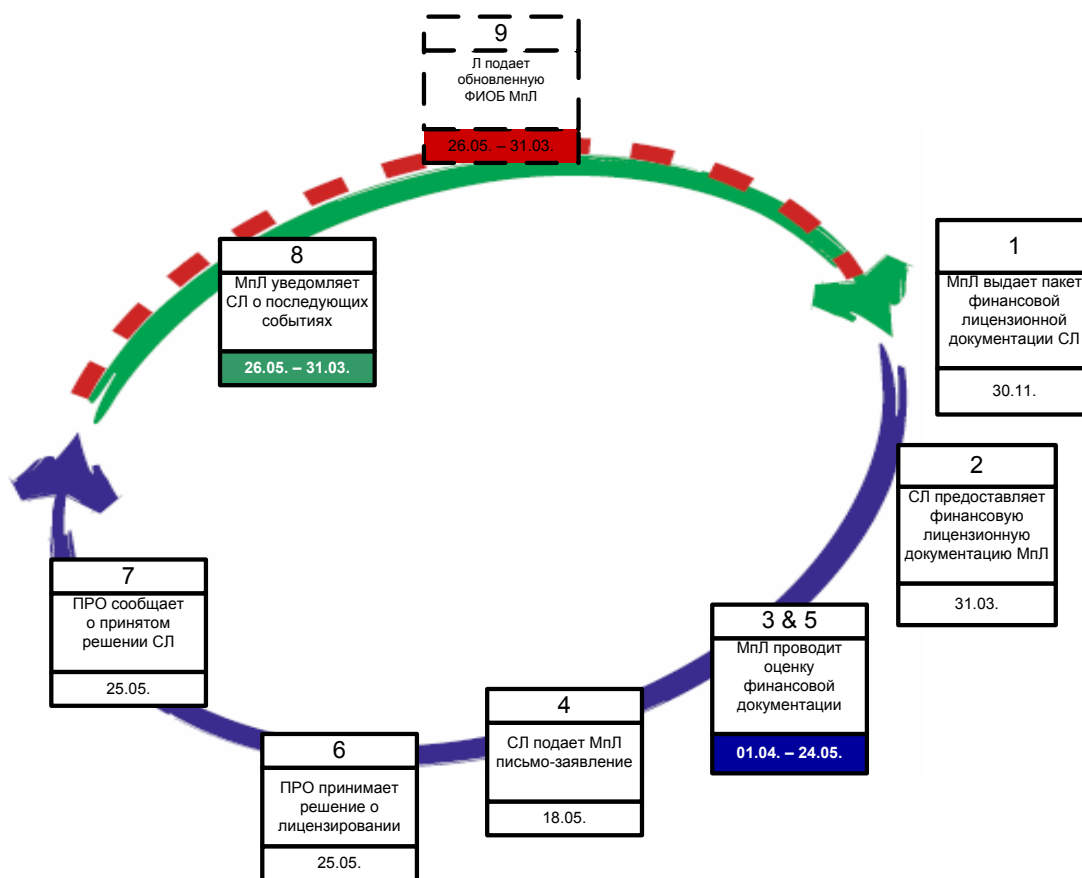 9
Л подает
обновленную
ФИОБ МпЛ
26.05. – 31.03.
8
МпЛ уведомляет
СЛ о последующих
событиях
26.05. – 31.03.
1
МпЛ выдает пакет
финансовой
лицензионной
документации СЛ
30.11.
2
СЛ предоставляет
финансовую
лицензионную
документацию МпЛ
31.03.
3 & 5
МпЛ проводит
оценку
финансовой
документации
01.04. – 24.05.
4
СЛ подает МпЛ
письмо-заявление
18.05.
6
ПРО принимает
решение о
лицензировании
25.05.
7
ПРО сообщает
о принятом
решении СЛ
25.05.